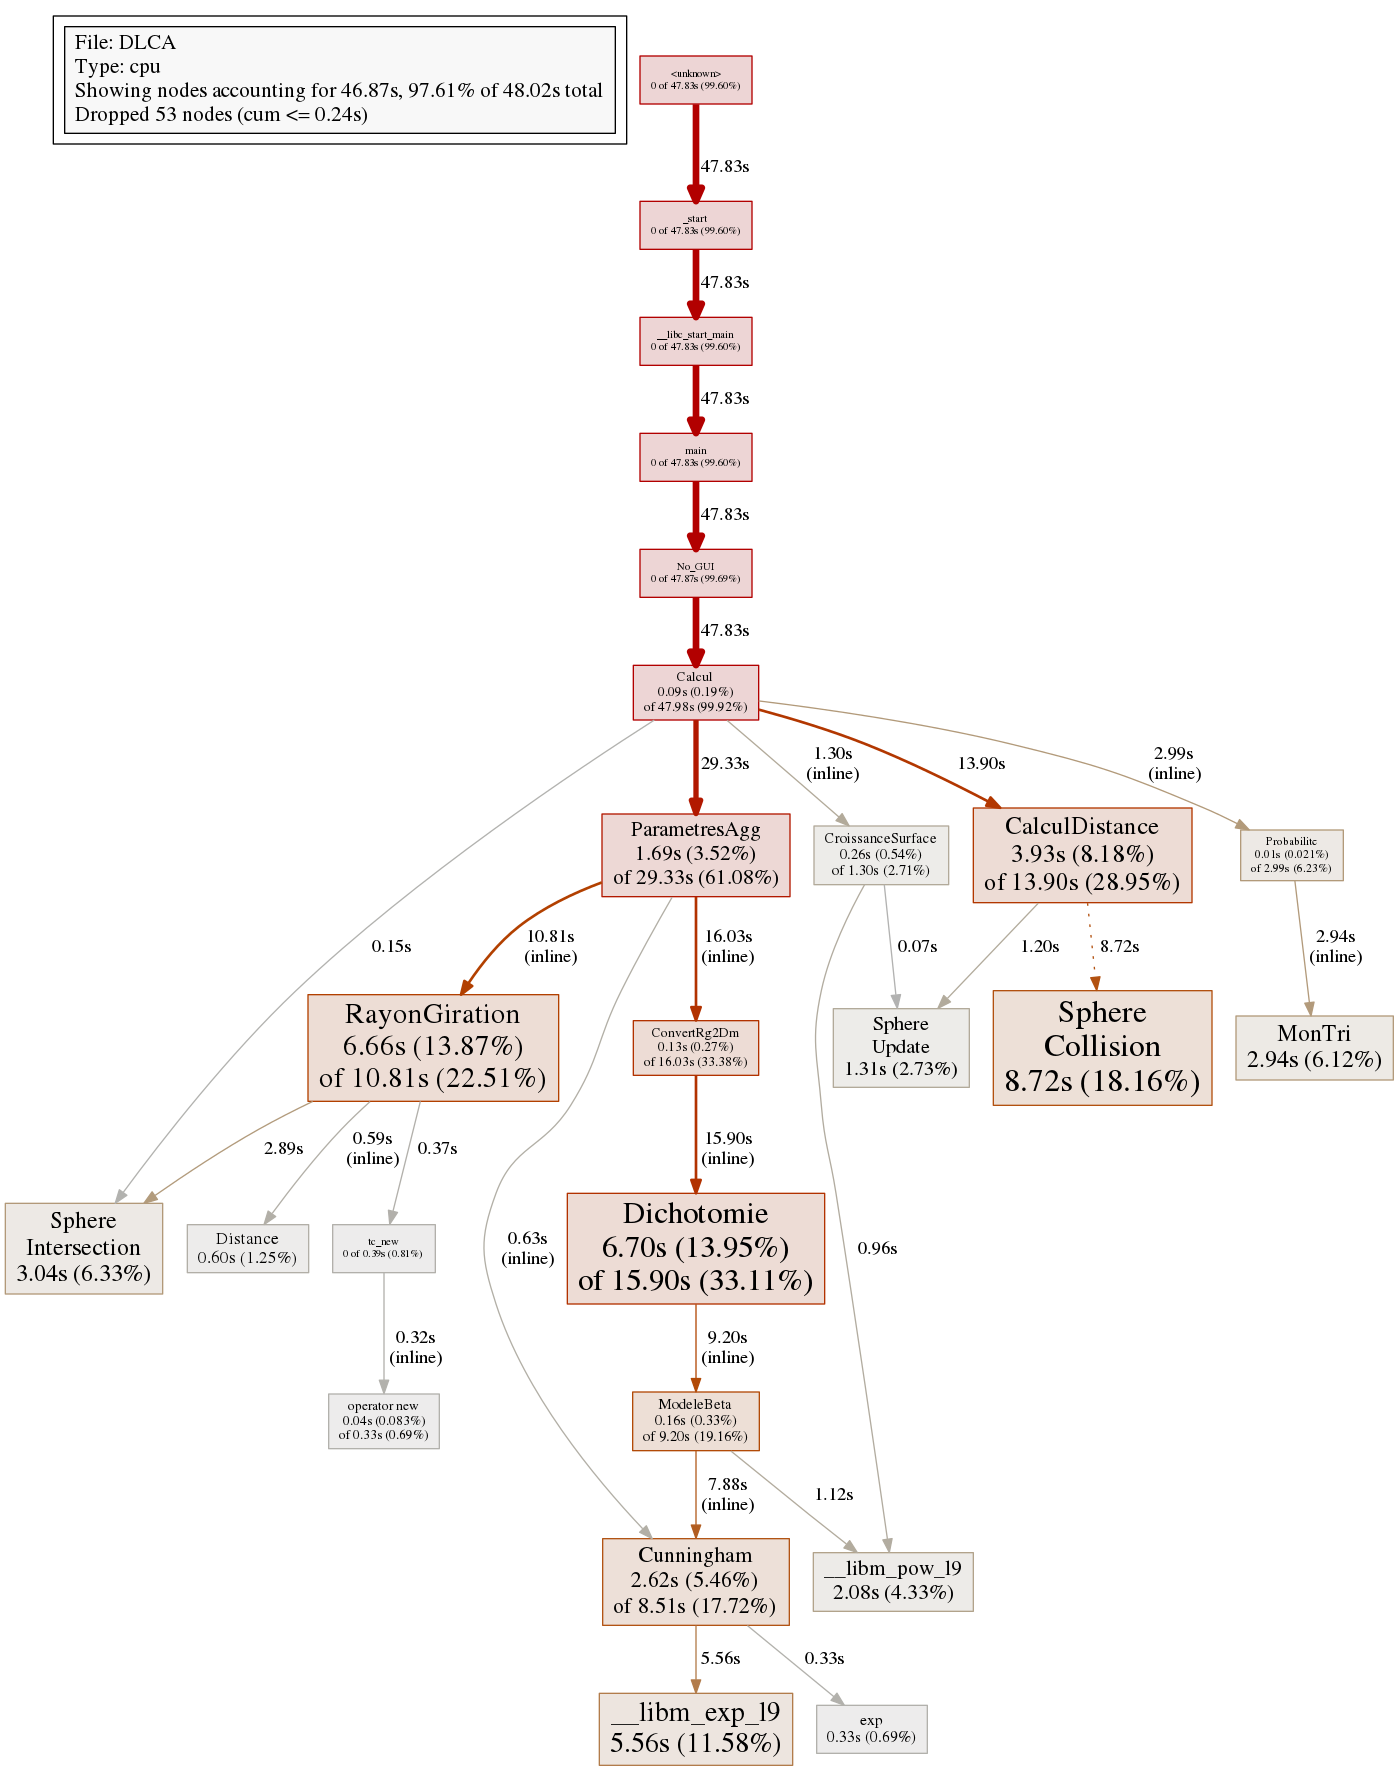 File: DLCA
Type: cpu
Showing nodes accounting for 46.87s, 97.61% of 48.02s total
Dropped 53 nodes (cum <= 0.24s)
<unknown>
0 of 47.83s (99.60%)
47.83s
_start
0 of 47.83s (99.60%)
47.83s
__libc_start_main
0 of 47.83s (99.60%)
47.83s
main
0 of 47.83s (99.60%)
47.83s
No_GUI
0 of 47.87s (99.69%)
47.83s
Calcul
0.09s (0.19%)
of 47.98s (99.92%)
0.15s
29.33s
1.30s
(inline)
13.90s
2.99s
(inline)
ParametresAgg
1.69s (3.52%)
of 29.33s (61.08%)
CroissanceSurface
0.26s (0.54%)
of 1.30s (2.71%)
CalculDistance
3.93s (8.18%)
of 13.90s (28.95%)
Probabilite
0.01s (0.021%)
of 2.99s (6.23%)
10.81s
(inline)
16.03s
(inline)
0.07s
1.20s
8.72s
2.94s
(inline)
RayonGiration
6.66s (13.87%)
of 10.81s (22.51%)
ConvertRg2Dm
0.13s (0.27%)
of 16.03s (33.38%)
Sphere
Update
1.31s (2.73%)
Sphere
Collision
8.72s (18.16%)
MonTri
2.94s (6.12%)
2.89s
0.59s
(inline)
0.37s
15.90s
(inline)
Sphere
Intersection
3.04s (6.33%)
Distance
0.60s (1.25%)
tc_new
0 of 0.39s (0.81%)
0.63s
(inline)
Dichotomie
6.70s (13.95%)
of 15.90s (33.11%)
0.96s
0.32s
(inline)
9.20s
(inline)
operator new
0.04s (0.083%)
of 0.33s (0.69%)
ModeleBeta
0.16s (0.33%)
of 9.20s (19.16%)
7.88s
(inline)
1.12s
Cunningham
2.62s (5.46%)
of 8.51s (17.72%)
__libm_pow_l9
2.08s (4.33%)
5.56s
0.33s
__libm_exp_l9
5.56s (11.58%)
exp
0.33s (0.69%)